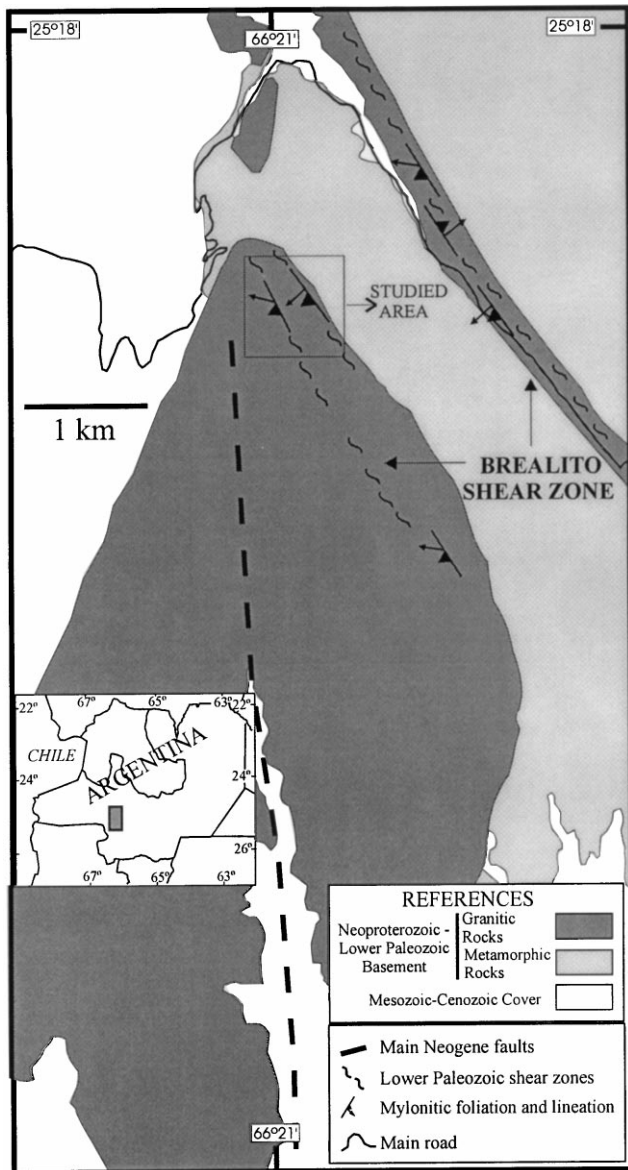 25°18'
66°21'
25°18'
STUDIED
AREA
1 km
BREALITO
SHEAR ZONE
67° 65° 63°
22° 22°
CHILE
ARGENTINA
24° 24°
26° 26°
67° 65° 63°
66°21'
REFERENCES
Neoproterozoic -
Lower Paleozoic
Basement
Granitic
Rocks
Metamorphic
Rocks
Mesozoic-Cenozoic Cover
Main Neogene faults
Lower Paleozoic shear zones
Mylonitic foliation and lineation
Main road